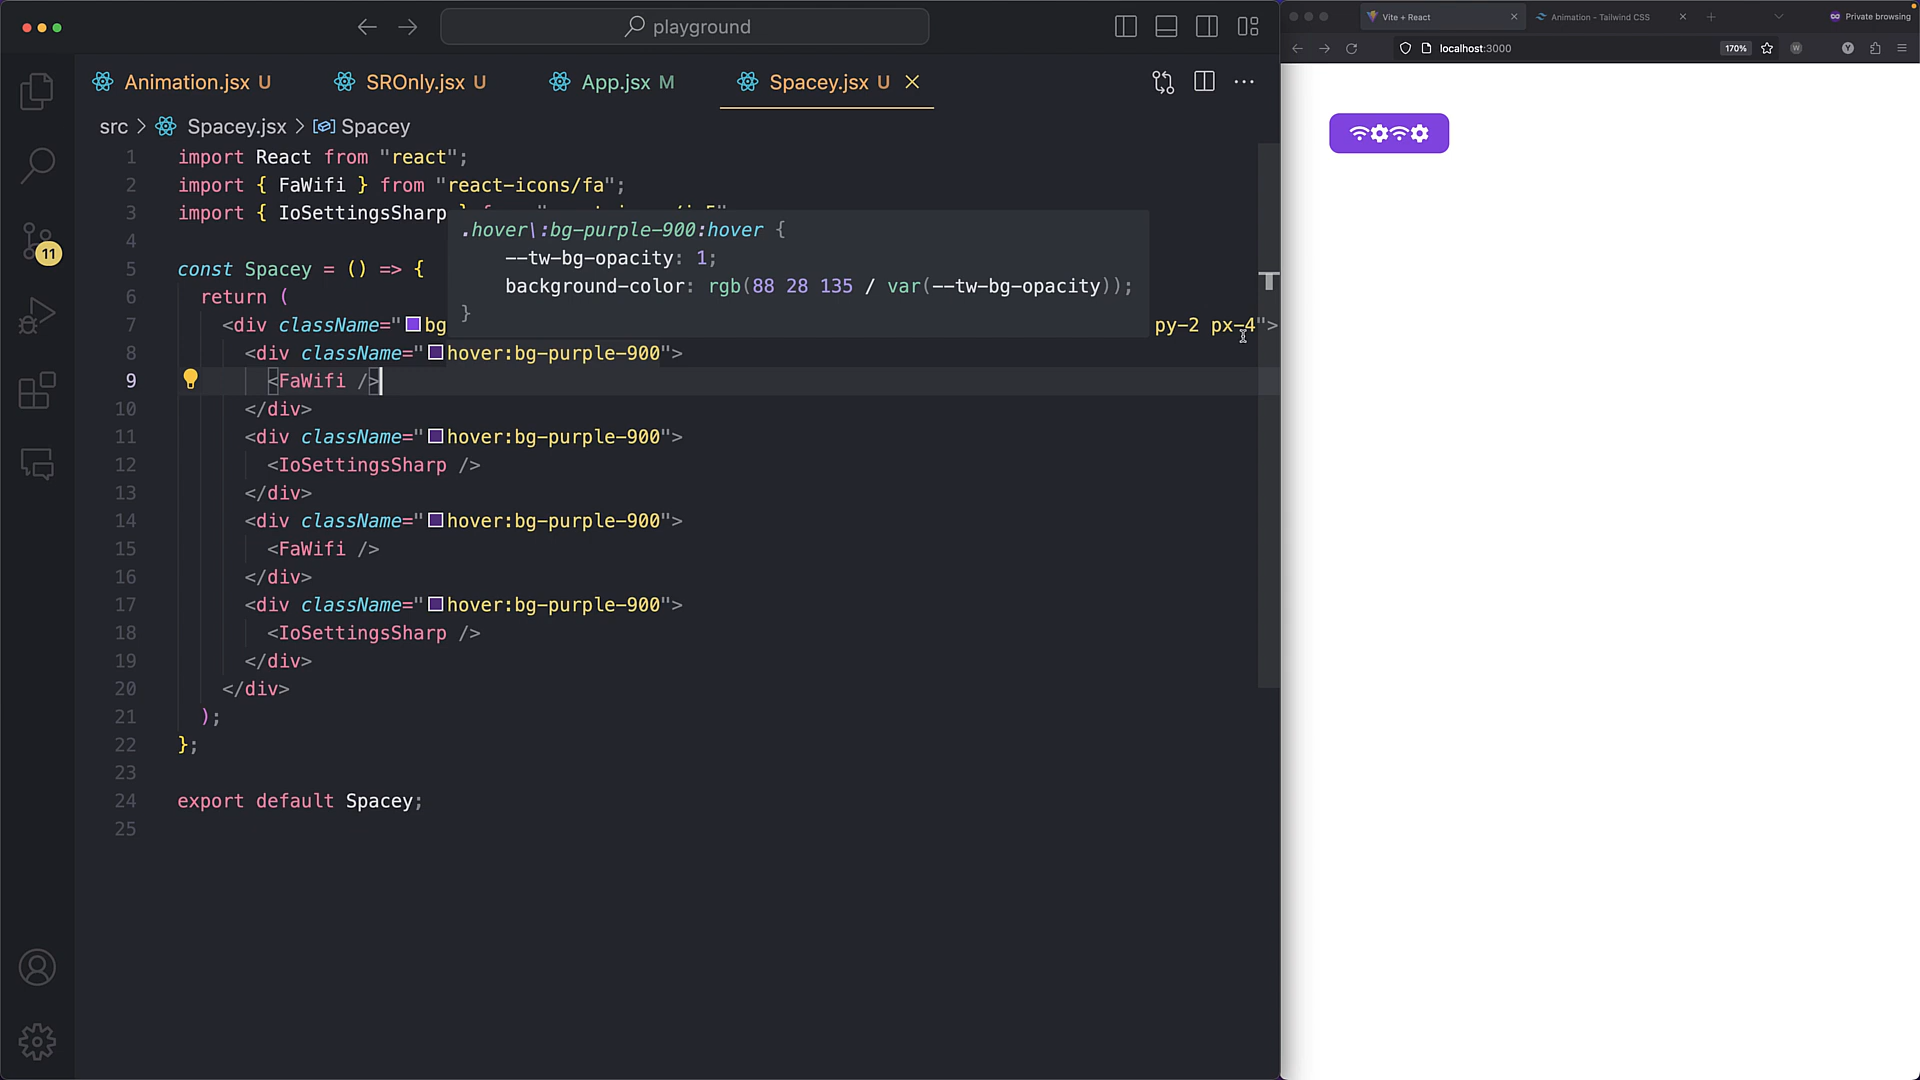 playground
Animation.jsx U
SROnly.jsx U
App.jsx M
Spacey.jsx U
src > Spacey.jsx > Spacey
1 import React from "react";
2 import { FaWifi } from "react-icons/fa";
3 import { IoSettingsSharp
.hover\:bg-purple-900:hover {
--tw-bg-opacity: 1;
background-color: rgb(88 28 135 / var(--tw-bg-opacity));
}
4
5 const Spacey = () => {
6 return (
7 <div className="bg py-2 px-4">
8 <div className="hover:bg-purple-900">
9 <FaWifi />
10 </div>
11 <div className="hover:bg-purple-900">
12 <IoSettingsSharp />
13 </div>
14 <div className="hover:bg-purple-900">
15 <FaWifi />
16 </div>
17 <div className="hover:bg-purple-900">
18 <IoSettingsSharp />
19 </div>
20 </div>
21 );
22 };
23
24 export default Spacey;
25
11
Vite + React
Animation - Tailwind CSS
Private browsing
localhost:3000
170%